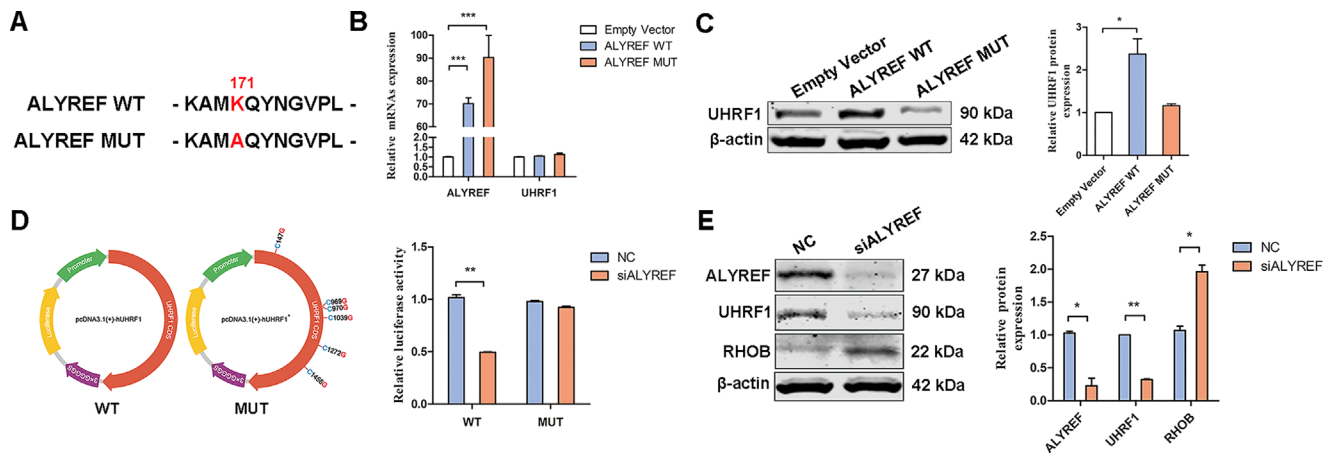 A
171
ALYREF WT - KAMKQYNGVPL -
ALYREF MUT - KAMAQYNGVPL -
B
Relative mRNAs expression
100
90
80
70
60
2.0
1.5
1.0
0.5
0.0
***
***
ALYREF
UHRF1
Empty Vector
ALYREF WT
ALYREF MUT
C
Empty Vector
ALYREF WT
ALYREF MUT
UHRF1
90 kDa
β-actin
42 kDa
Relative UHRF1 protein
expression
3
2
1
0
*
Empty Vector
ALYREF WT
ALYREF MUT
D
Promoter
UHRF1 CDS
Luciferase
3×GGGGS
pcDNA3.1(+)-hUHRF1
WT
Promoter
UHRF1 CDS
Luciferase
3×GGGGS
pcDNA3.1(+)-hUHRF1*
C147G
C969G
C970G
C1039G
C1272G
C1456G
MUT
Relative luciferase activity
1.5
1.0
0.5
0.0
**
WT
MUT
NC
siALYREF
E
NC
siALYREF
ALYREF
27 kDa
UHRF1
90 kDa
RHOB
22 kDa
β-actin
42 kDa
Relative protein
expression
2.5
2.0
1.5
1.0
0.5
0.0
*
**
*
ALYREF
UHRF1
RHOB
NC
siALYREF